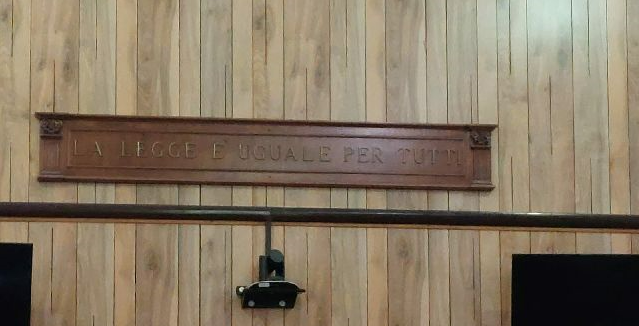 LA LEGGE E' UGUALE PER TUTTI